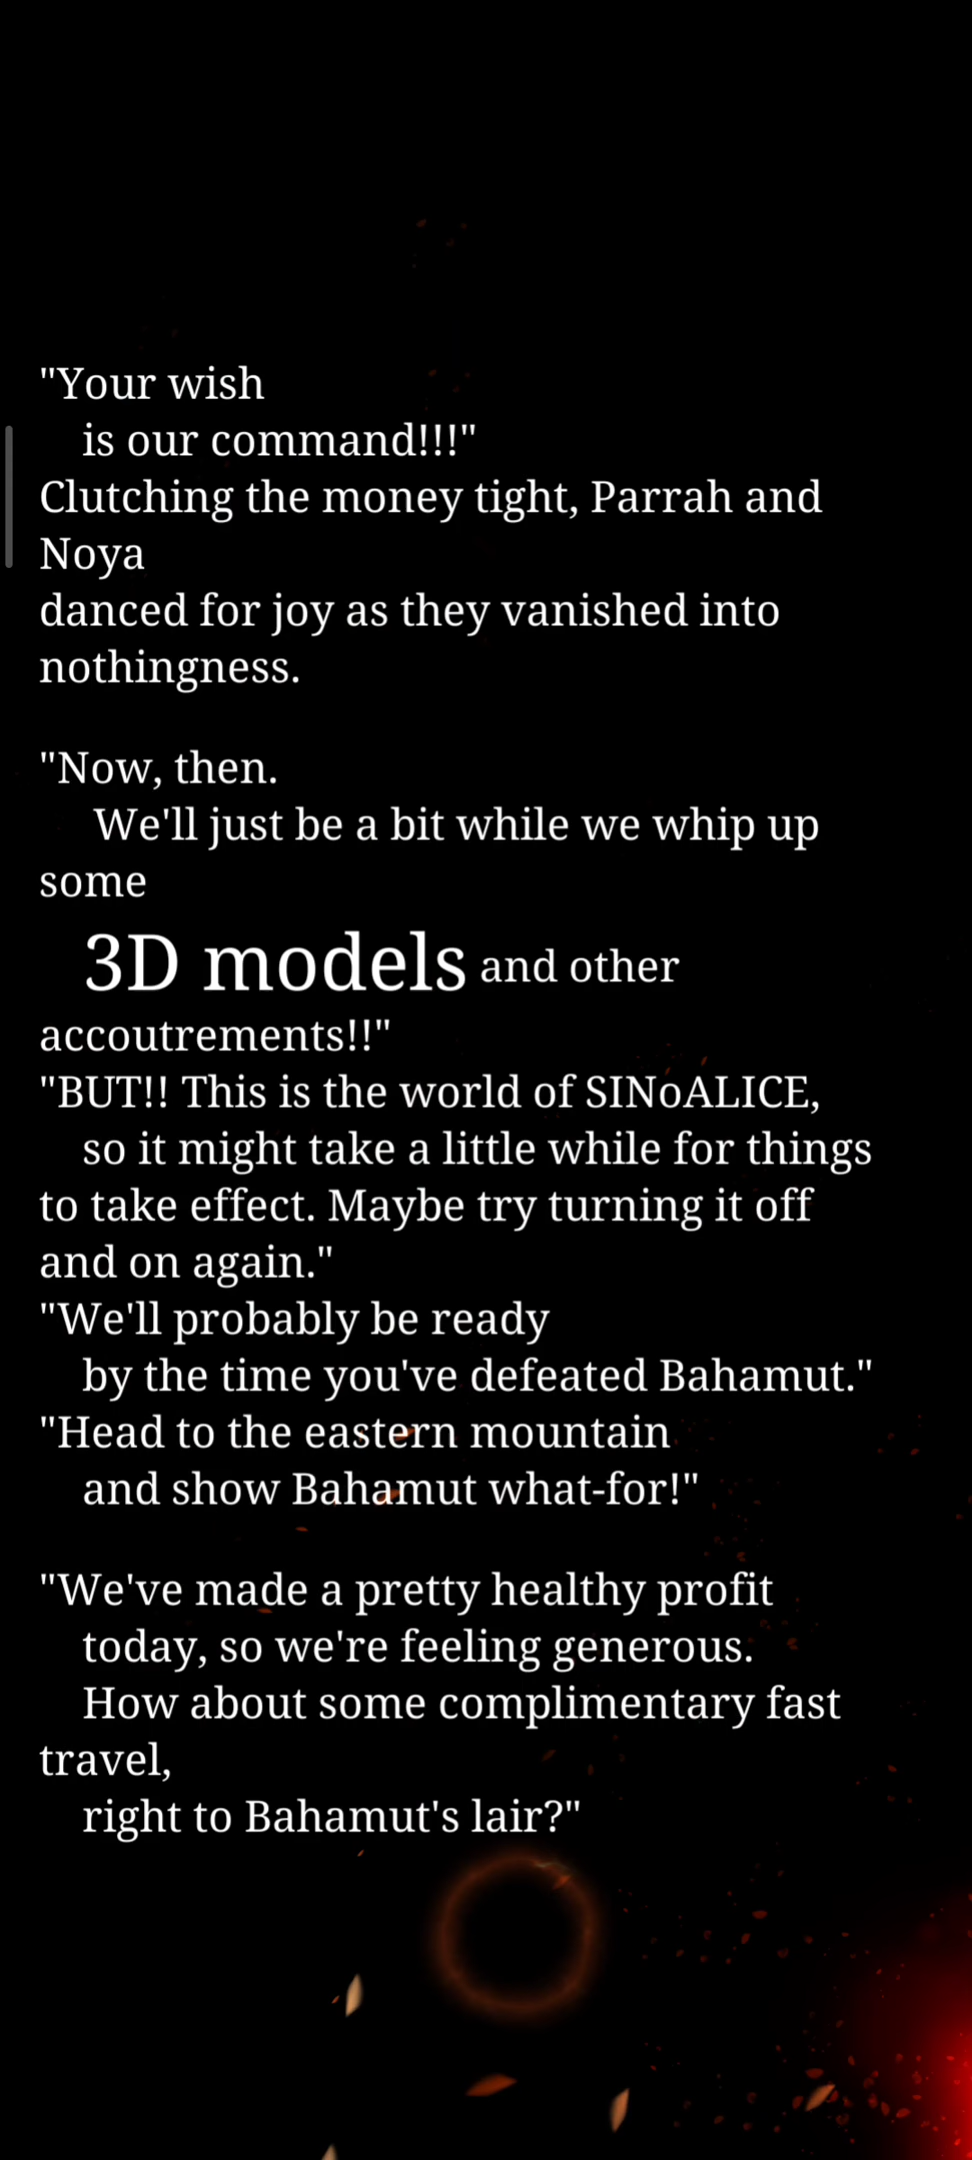 "Your wish
is our command!!!"
Clutching the money tight, Parrah and
Noya
danced for joy as they vanished into
nothingness.
"Now, then.
We'll just be a bit while we whip up
some
3D models and other
accoutrements!!"
"BUT!! This is the world of SINoALICE,
so it might take a little while for things
to take effect. Maybe try turning it off
and on again."
"We'll probably be ready
by the time you've defeated Bahamut."
"Head to the eastern mountain
and show Bahamut what-for!"
"We've made a pretty healthy profit
today, so we're feeling generous.
How about some complimentary fast
travel,
right to Bahamut's lair?"